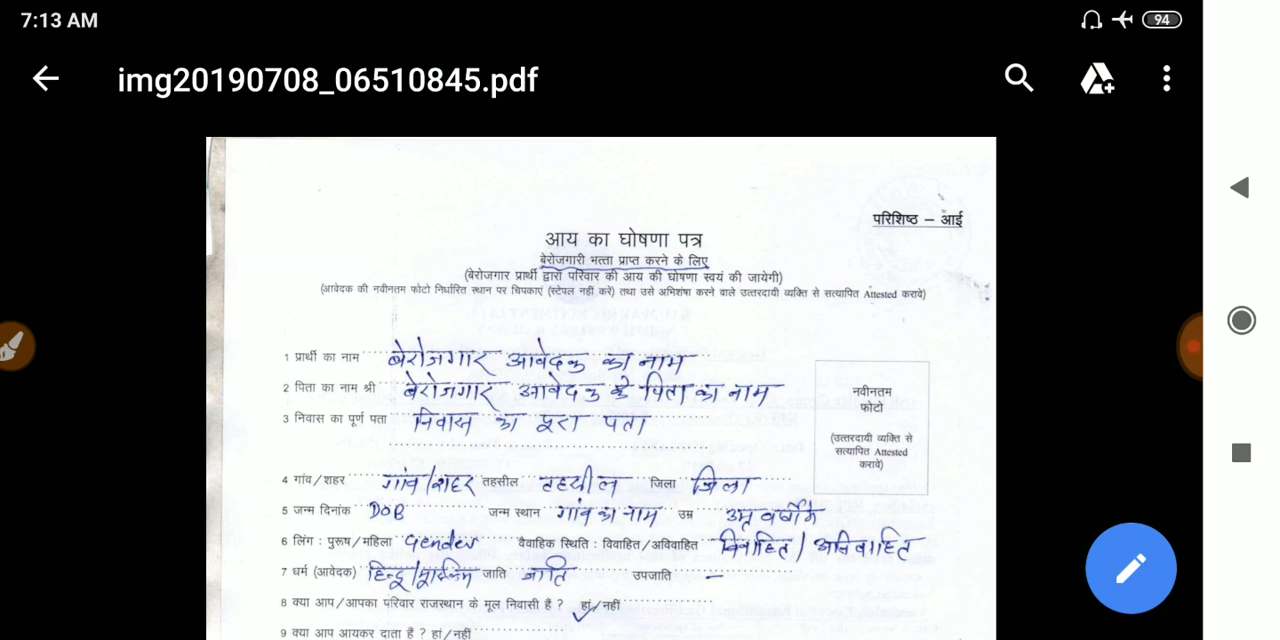 7:13 AM
94
img20190708_06510845.pdf
परिशिष्ठ – आई
आय का घोषणा पत्र
बेरोजगारी भत्ता प्राप्त करने के लिए
(बेरोजगार प्रार्थी द्वारा परिवार की आय की घोषणा स्वयं की जायेगी)
(आवेदक की नवीनतम फोटो निर्धारित स्थान पर चिपकाएं (स्टेपल नहीं करें) तथा उसे अभिशंषा करने वाले उत्तरदायी व्यक्ति से सत्यापित Attested करावे)
1 प्रार्थी का नाम बेरोजगार आवेदक का नाम
2 पिता का नाम श्री बेरोजगार आवेदक के पिता का नाम
3 निवास का पूर्ण पता निवास का पूरा पता
नवीनतम
फोटो
(उत्तरदायी व्यक्ति से
सत्यापित Attested
करावे)
4 गांव/शहर गांव/शहर तहसील तहसील जिला जिला
5 जन्म दिनांक DOB जन्म स्थान गांव का नाम उम्र उम्र वर्षों में
6 लिंग : पुरूष/महिला Gender वैवाहिक स्थिति : विवाहित/अविवाहित विवाहित/अविवाहित
7 धर्म (आवेदक) हिन्दू/मुस्लिम जाति जाति उपजाति –
8 क्या आप/आपका परिवार राजस्थान के मूल निवासी हैं ? हां/नहीं
9 क्या आप आयकर दाता हैं ? हां/नहीं